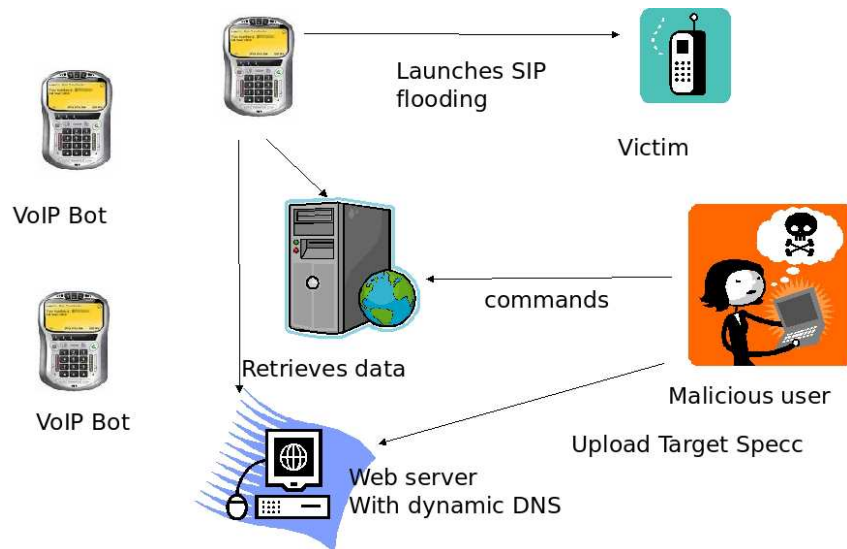 Launches SIP
flooding
Victim
VoIP Bot
commands
Retrieves data
VoIP Bot
Malicious user
Upload Target Specc
Web server
With dynamic DNS